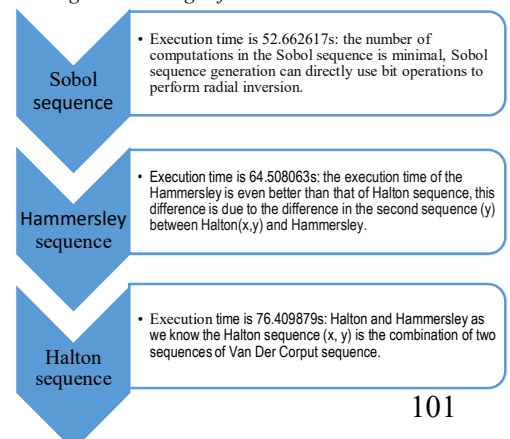 Sobol
sequence
• Execution time is 52.662617s: the number of
computations in the Sobol sequence is minimal, Sobol
sequence generation can directly use bit operations to
perform radial inversion.
Hammersley
sequence
• Execution time is 64.508063s: the execution time of the
Hammersley is even better than that of Halton sequence, this
difference is due to the difference in the second sequence (y)
between Halton(x,y) and Hammersley.
Halton
sequence
• Execution time is 76.409879s: Halton and Hammersley as
we know the Halton sequence (x, y) is the combination of two
sequences of Van Der Corput sequence.
101